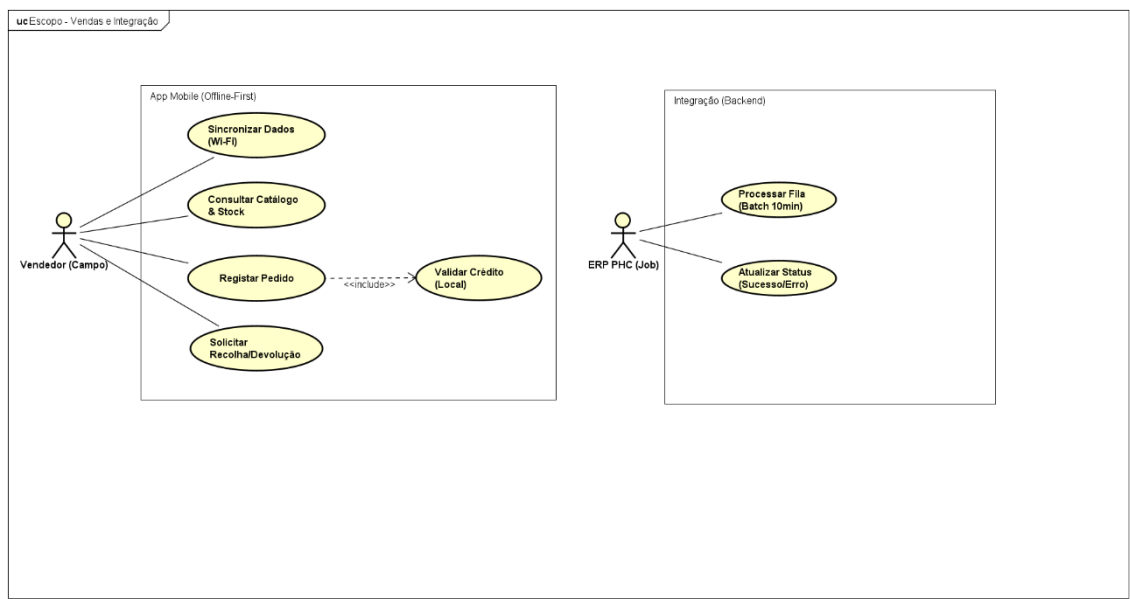 uc Escopo - Vendas e Integração
App Mobile (Offline-First)
Sincronizar Dados
(Wi-Fi)
Consultar Catálogo
& Stock
Vendedor (Campo)
Registar Pedido
<<include>>
Validar Crédito
(Local)
Solicitar
Recolha/Devolução
Integração (Backend)
Processar Fila
(Batch 10min)
ERP PHC (Job)
Atualizar Status
(Sucesso/Erro)